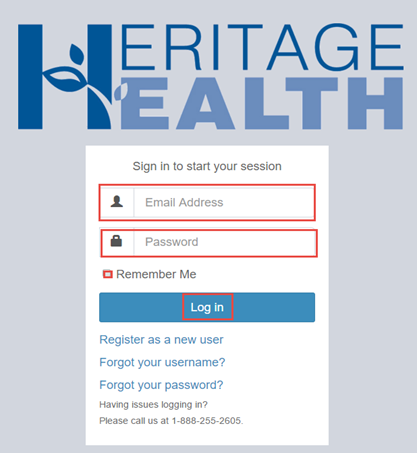 HERITAGE
HEALTH
Sign in to start your session
Email Address
Password
Remember Me
Log in
Register as a new user
Forgot your username?
Forgot your password?
Having issues logging in?
Please call us at 1-888-255-2605.